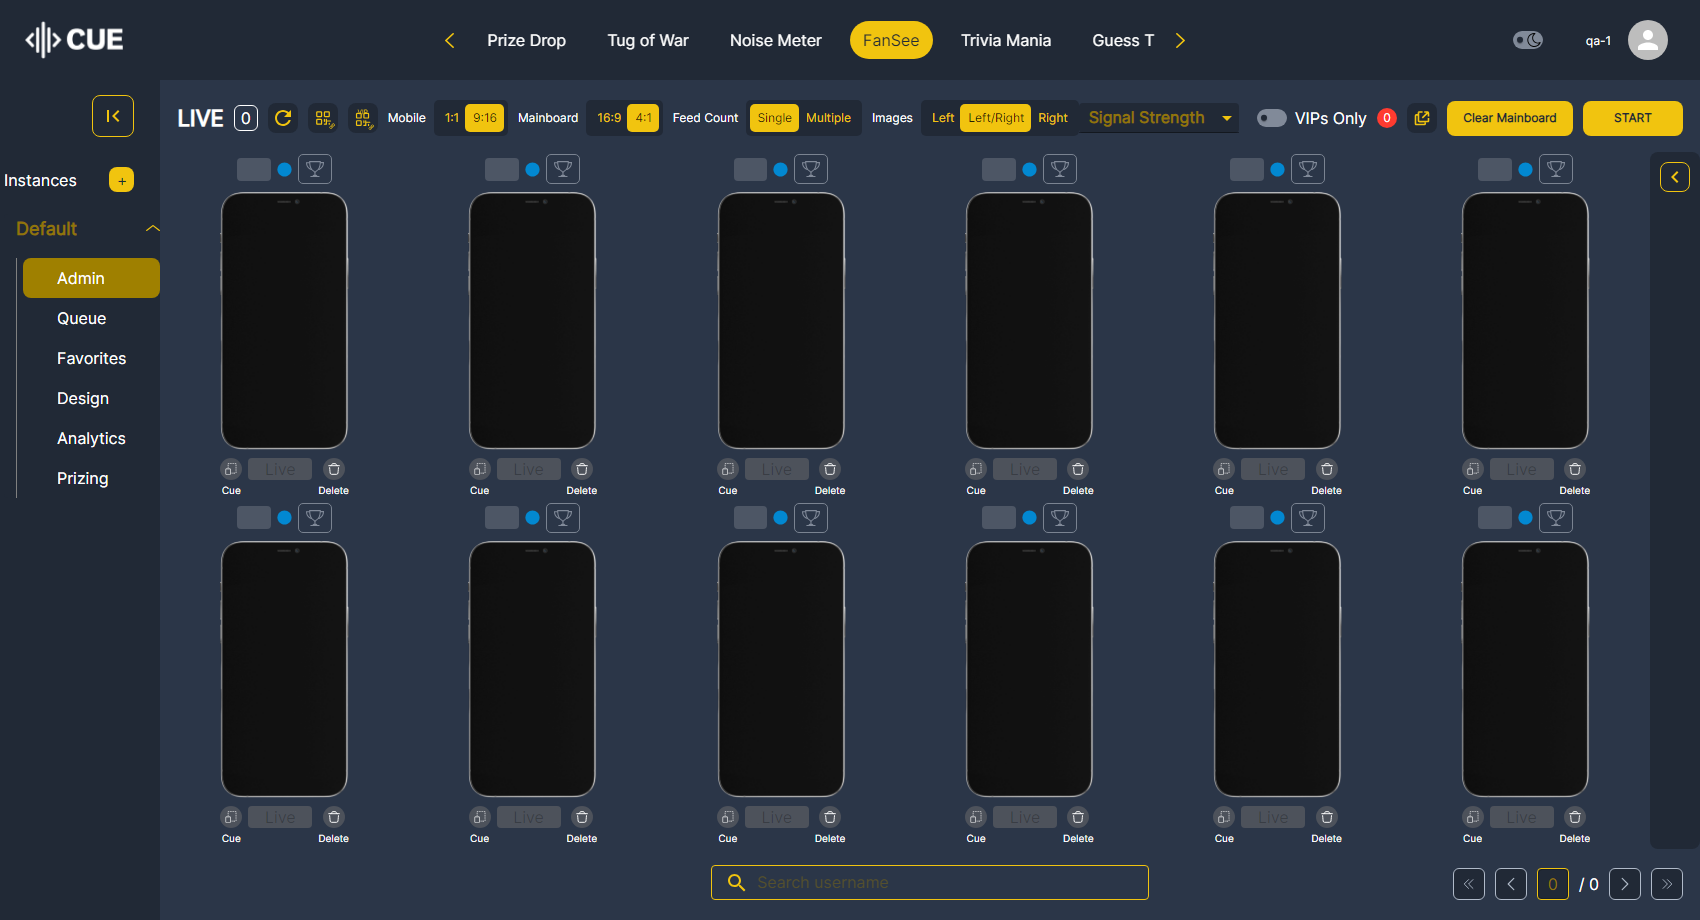 CUE
Prize Drop Tug of War Noise Meter FanSee Trivia Mania Guess T
qa-1
LIVE 0 Mobile 1:1 9:16 Mainboard 16:9 4:1 Feed Count Single Multiple Images Left Left/Right Right Signal Strength VIPs Only 0 Clear Mainboard START
Instances +
Default
Admin
Queue
Favorites
Design
Analytics
Prizing
Live Live Live Live Live Live
Cue Delete Cue Delete Cue Delete Cue Delete Cue Delete Cue Delete
Live Live Live Live Live Live
Cue Delete Cue Delete Cue Delete Cue Delete Cue Delete Cue Delete
Search username
0 / 0